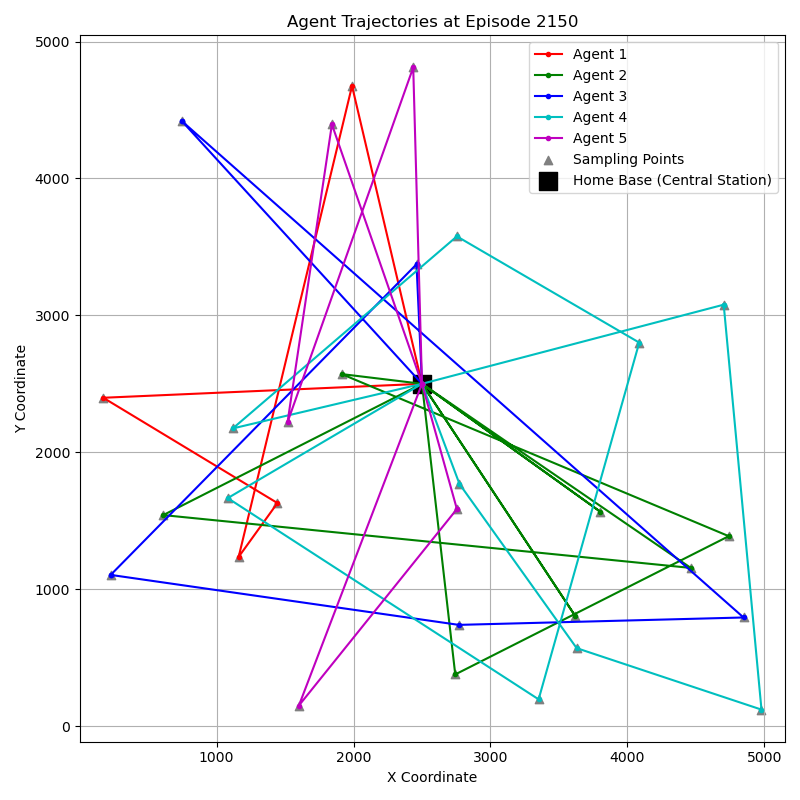 Agent Trajectories at Episode 2150
Agent 1
Agent 2
Agent 3
Agent 4
Agent 5
Sampling Points
Home Base (Central Station)
Y Coordinate
5000
4000
3000
2000
1000
0
1000 2000 3000 4000 5000
X Coordinate